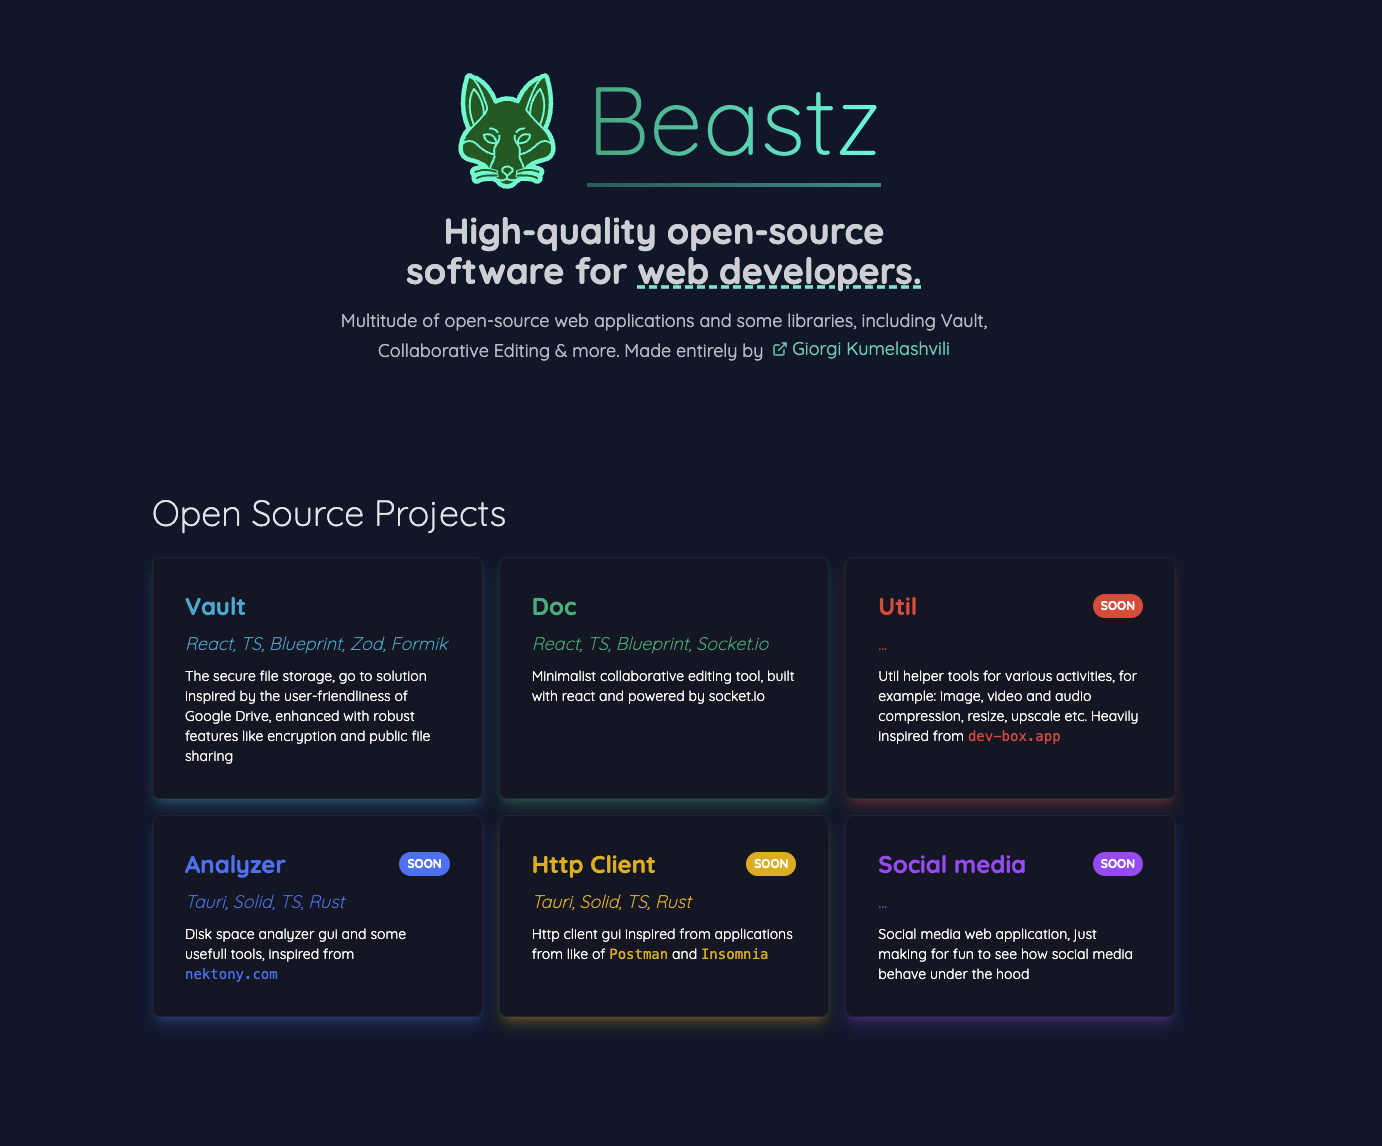 Beastz
High-quality open-source
software for web developers.
Multitude of open-source web applications and some libraries, including Vault,
Collaborative Editing & more. Made entirely by Giorgi Kumelashvili
Open Source Projects
Vault
React, TS, Blueprint, Zod, Formik
The secure file storage, go to solution
inspired by the user-friendliness of
Google Drive, enhanced with robust
features like encryption and public file
sharing
Doc
React, TS, Blueprint, Socket.io
Minimalist collaborative editing tool, built
with react and powered by socket.io
Util
SOON
...
Util helper tools for various activities, for
example: image, video and audio
compression, resize, upscale etc. Heavily
inspired from dev-box.app
Analyzer
SOON
Tauri, Solid, TS, Rust
Disk space analyzer gui and some
usefull tools, inspired from
nektony.com
Http Client
SOON
Tauri, Solid, TS, Rust
Http client gui inspired from applications
from like of Postman and Insomnia
Social media
SOON
...
Social media web application, just
making for fun to see how social media
behave under the hood